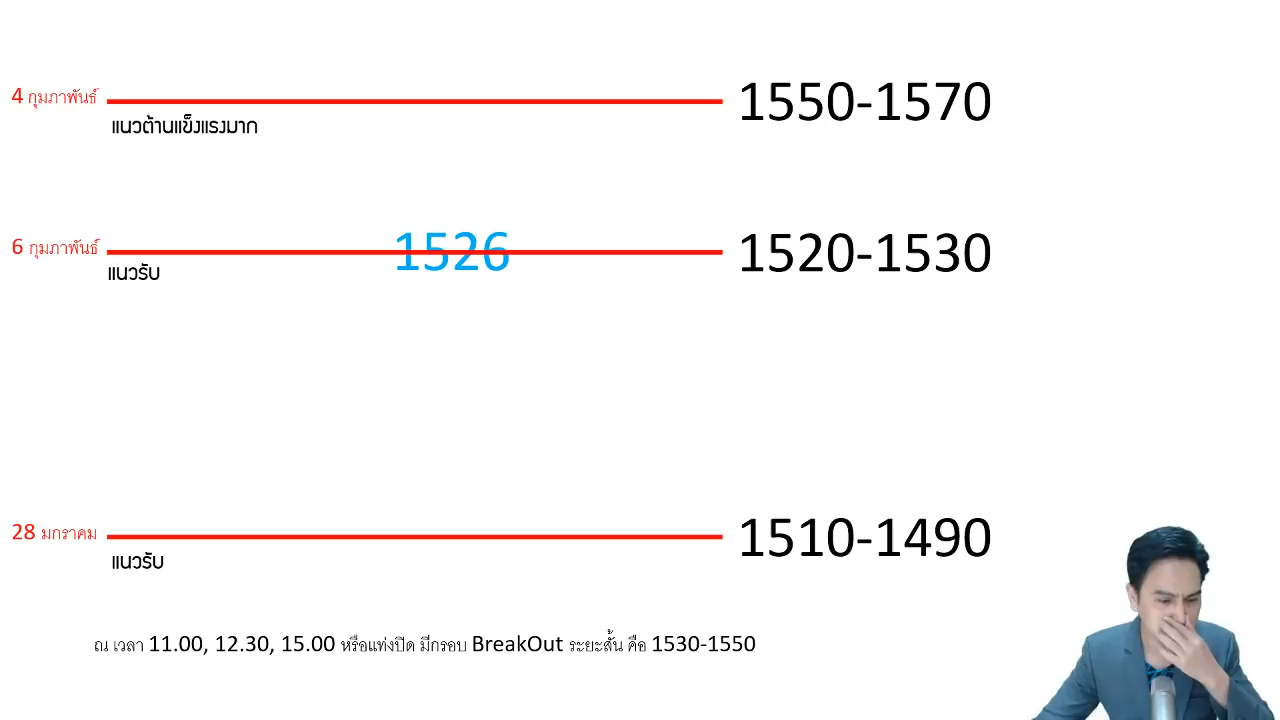 4 กุมภาพันธ์
1550-1570
แนวต้านแข็งแรงมาก
6 กุมภาพันธ์
1526
1520-1530
แนวรับ
28 มกราคม
1510-1490
แนวรับ
ณ เวลา 11.00, 12.30, 15.00 หรือแท่งปิด มีกรอบ BreakOut ระยะสั้น คือ 1530-1550